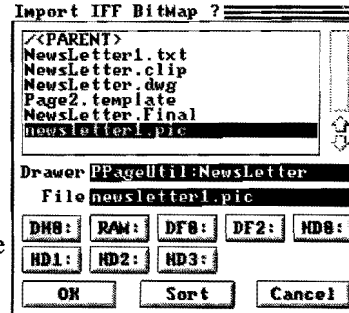 Import IFF BitMap ?
/<PARENT>
NewsLetter1.txt
NewsLetter.clip
NewsLetter.dwg
Page2.template
NewsLetter.Final
newsletter1.pic
Drawer PPageUtil:NewsLetter
File newsletter1.pic
DH0: RAM: DF0: DF2: HD0:
HD1: HD2: HD3:
OK Sort Cancel